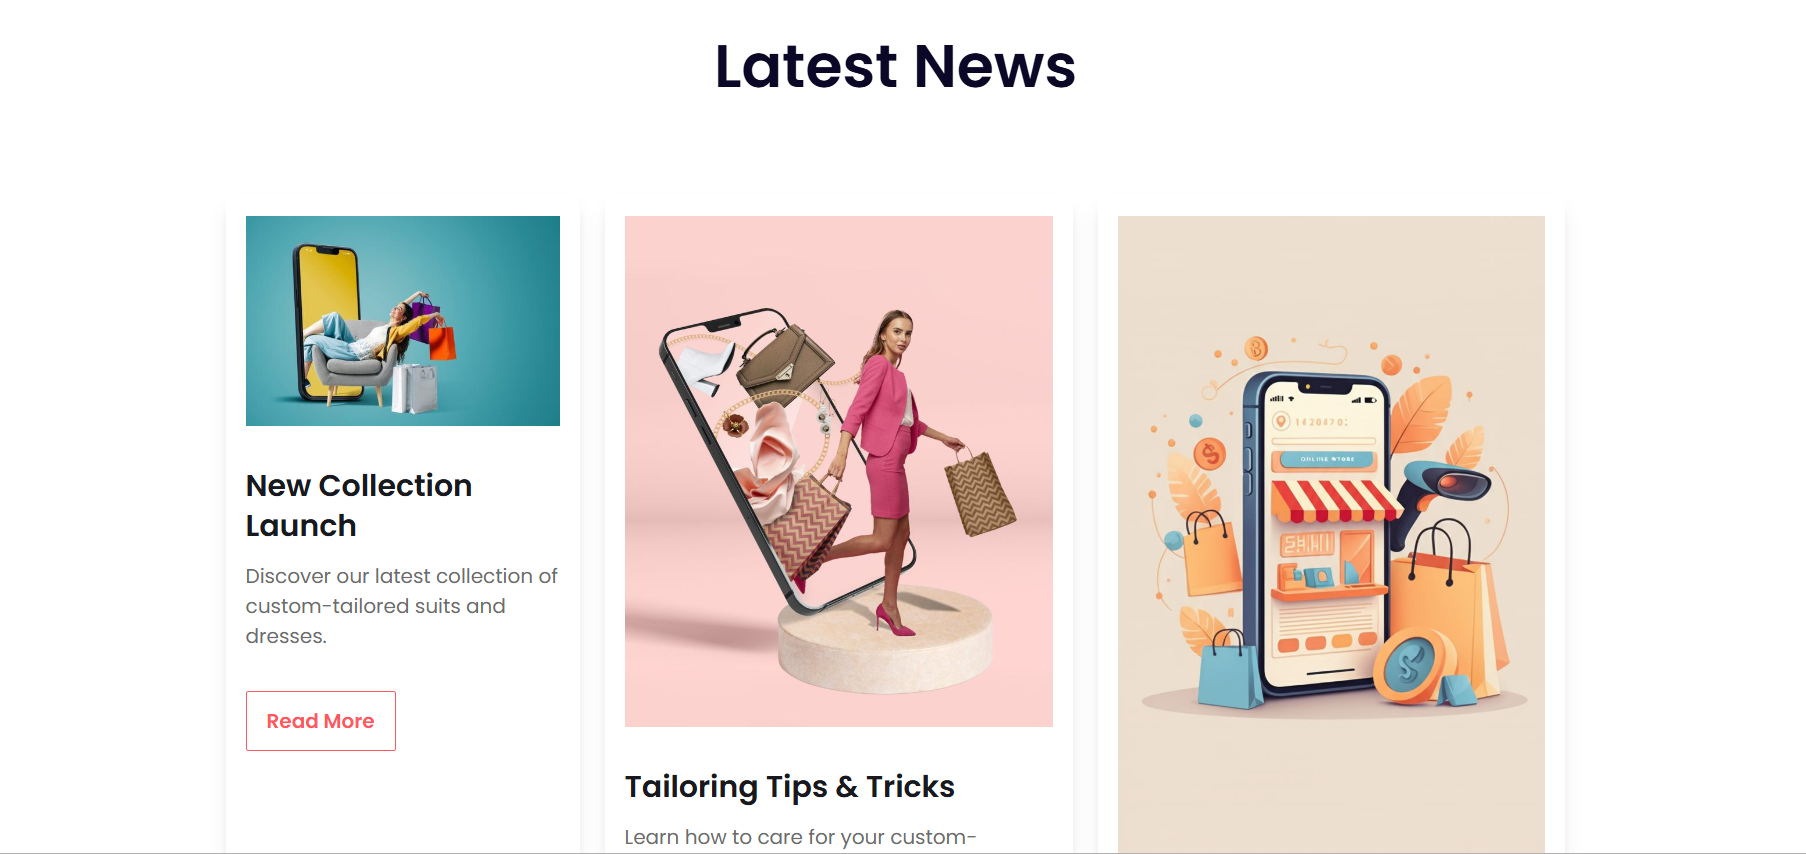 Latest News
New Collection
Launch
Discover our latest collection of
custom-tailored suits and
dresses.
Read More
Tailoring Tips & Tricks
Learn how to care for your custom-
ONLINE STORE